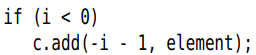 if (i < 0)
    c.add(-i - 1, element);